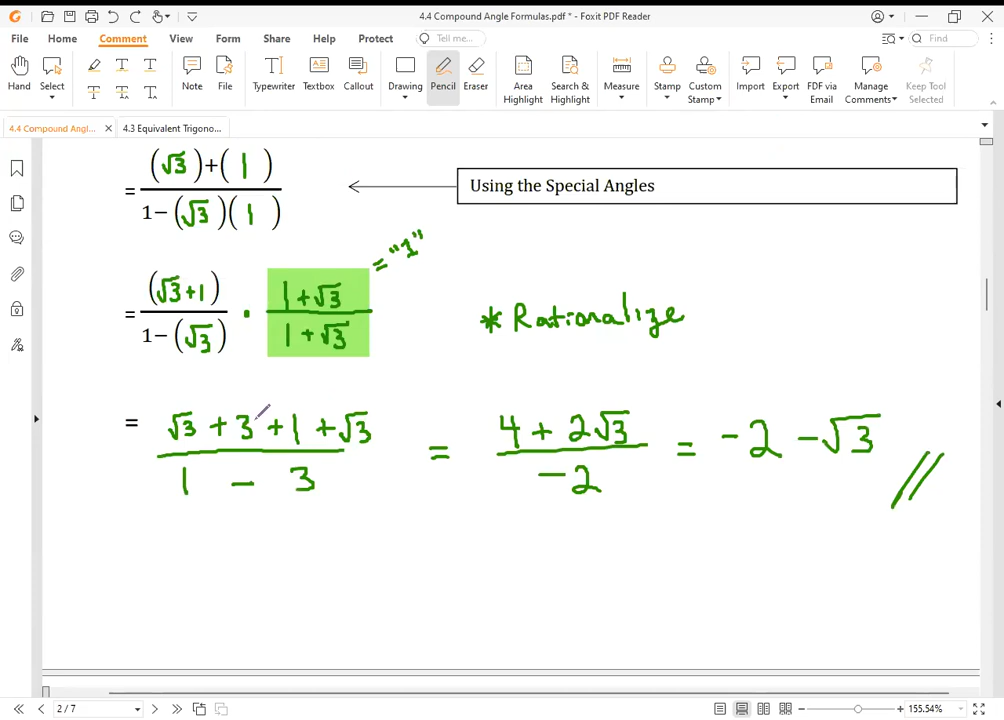 4.4 Compound Angle Formulas.pdf * - Foxit PDF Reader
File Home Comment View Form Share Help Protect Tell me... Find
Hand Select Note File Typewriter Textbox Callout Drawing Pencil Eraser Area Highlight Search & Highlight Measure Stamp Custom Stamp Import Export FDF via Email Manage Comments Keep Tool Selected
4.4 Compound Angl... 4.3 Equivalent Trigono...
= (√3)+(1) / 1−(√3)(1)
Using the Special Angles
= (√3+1) / 1−(√3) · 1+√3 / 1+√3 = "1"
* Rationalize
= √3 + 3 + 1 + √3 / 1 − 3 = 4 + 2√3 / −2 = −2 −√3 //
2 / 7 155.54%